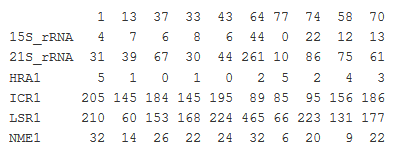 1 13 37 33 43 64 77 74 58 70
15S_rRNA 4 7 6 8 6 44 0 22 12 13
21S_rRNA 31 39 67 30 44 261 10 86 75 61
HRA1 5 1 0 1 0 2 5 2 4 3
ICR1 205 145 184 145 195 89 85 95 156 186
LSR1 210 60 153 168 224 465 66 223 131 177
NME1 32 14 26 22 24 32 6 20 9 22